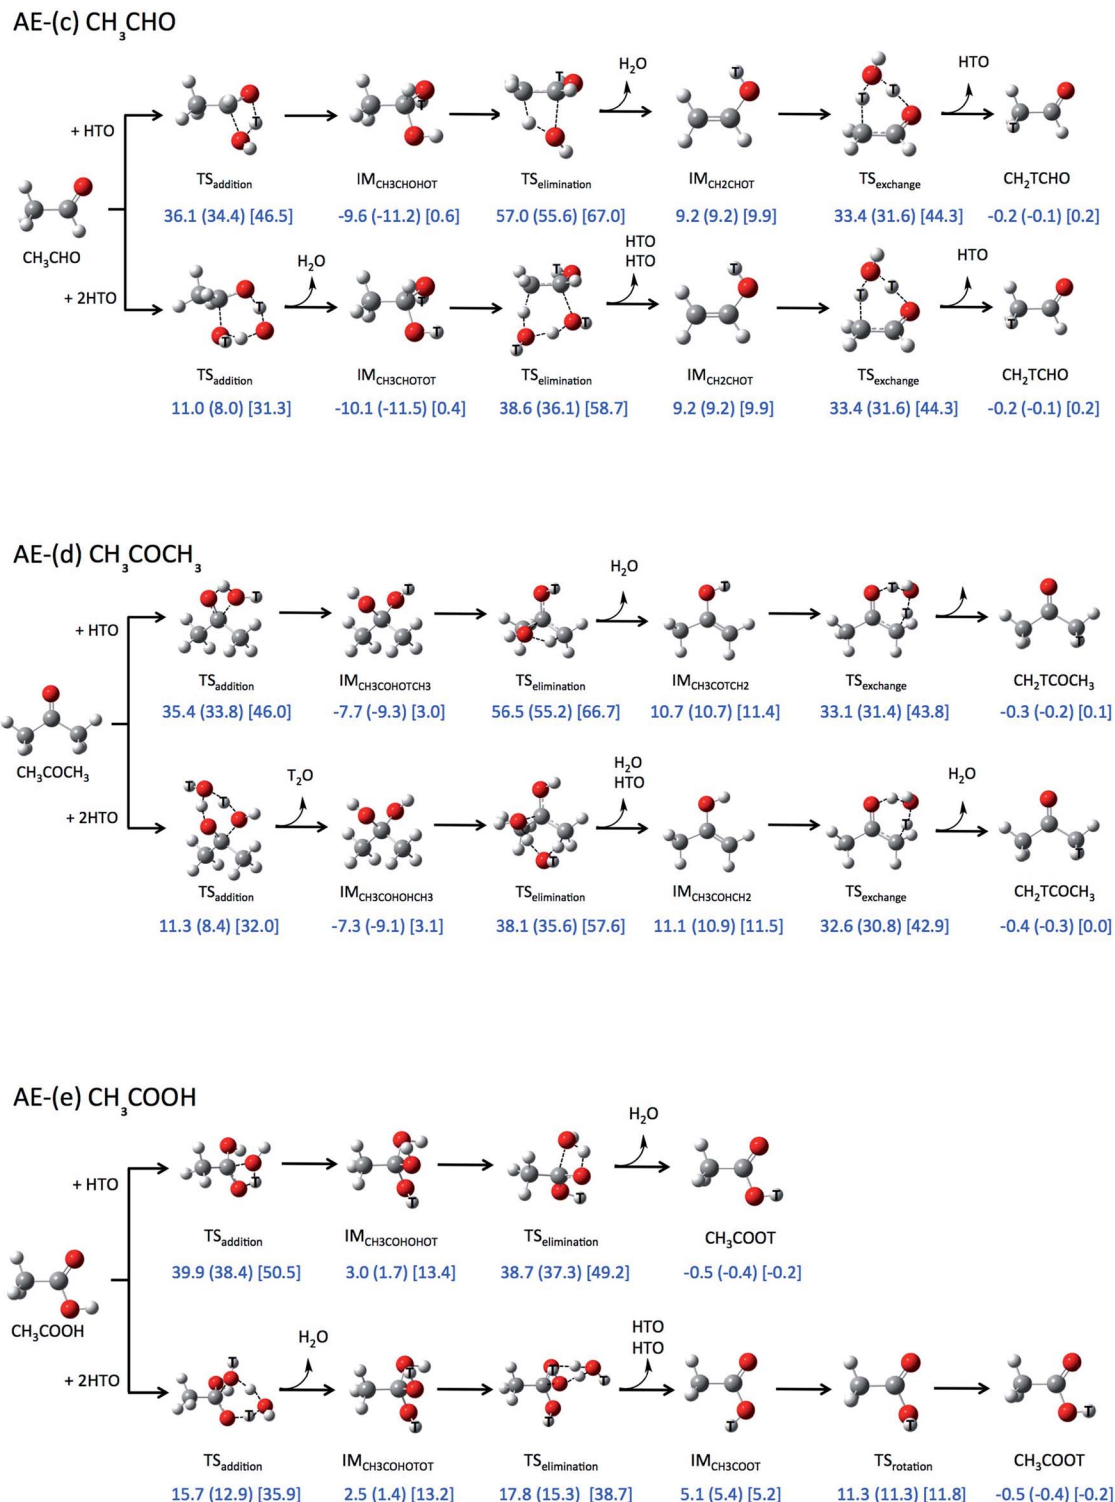 AE-(c) CH3CHO
H2O
HTO
+ HTO
TSaddition IMCH3CHOHOT TSelimination IMCH2CHOT TSexchange CH2TCHO
36.1 (34.4) [46.5] -9.6 (-11.2) [0.6] 57.0 (55.6) [67.0] 9.2 (9.2) [9.9] 33.4 (31.6) [44.3] -0.2 (-0.1) [0.2]
CH3CHO
H2O
HTO
HTO
HTO
+ 2HTO
TSaddition IMCH3CHOTOT TSelimination IMCH2CHOT TSexchange CH2TCHO
11.0 (8.0) [31.3] -10.1 (-11.5) [0.4] 38.6 (36.1) [58.7] 9.2 (9.2) [9.9] 33.4 (31.6) [44.3] -0.2 (-0.1) [0.2]
AE-(d) CH3COCH3
H2O
+ HTO
TSaddition IMCH3COHOTCH3 TSelimination IMCH3COTCH2 TSexchange CH2TCOCH3
35.4 (33.8) [46.0] -7.7 (-9.3) [3.0] 56.5 (55.2) [66.7] 10.7 (10.7) [11.4] 33.1 (31.4) [43.8] -0.3 (-0.2) [0.1]
CH3COCH3
T2O
H2O
HTO
H2O
+ 2HTO
TSaddition IMCH3COHOHCH3 TSelimination IMCH3COHCH2 TSexchange CH2TCOCH3
11.3 (8.4) [32.0] -7.3 (-9.1) [3.1] 38.1 (35.6) [57.6] 11.1 (10.9) [11.5] 32.6 (30.8) [42.9] -0.4 (-0.3) [0.0]
AE-(e) CH3COOH
H2O
+ HTO
TSaddition IMCH3COHOHOT TSelimination CH3COOT
39.9 (38.4) [50.5] 3.0 (1.7) [13.4] 38.7 (37.3) [49.2] -0.5 (-0.4) [-0.2]
CH3COOH
H2O
HTO
HTO
+ 2HTO
TSaddition IMCH3COHOTOT TSelimination IMCH3COOT TSrotation CH3COOT
15.7 (12.9) [35.9] 2.5 (1.4) [13.2] 17.8 (15.3) [38.7] 5.1 (5.4) [5.2] 11.3 (11.3) [11.8] -0.5 (-0.4) [-0.2]